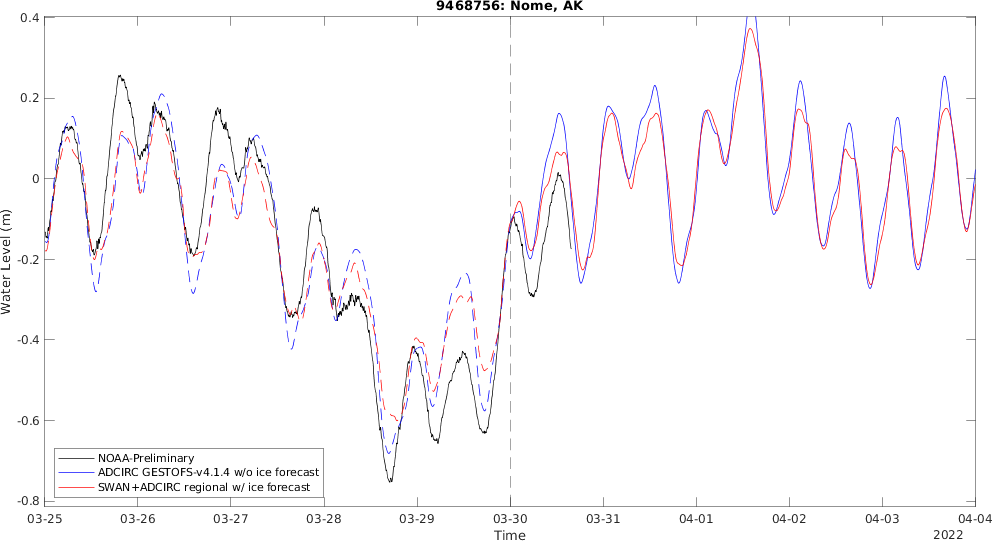 9468756: Nome, AK
0.4
0.2
0
-0.2
-0.4
-0.6
-0.8
Water Level (m)
NOAA-Preliminary
ADCIRC GESTOFS-v4.1.4 w/o ice forecast
SWAN+ADCIRC regional w/ ice forecast
03-25 03-26 03-27 03-28 03-29 03-30 03-31 04-01 04-02 04-03 04-04
Time
2022